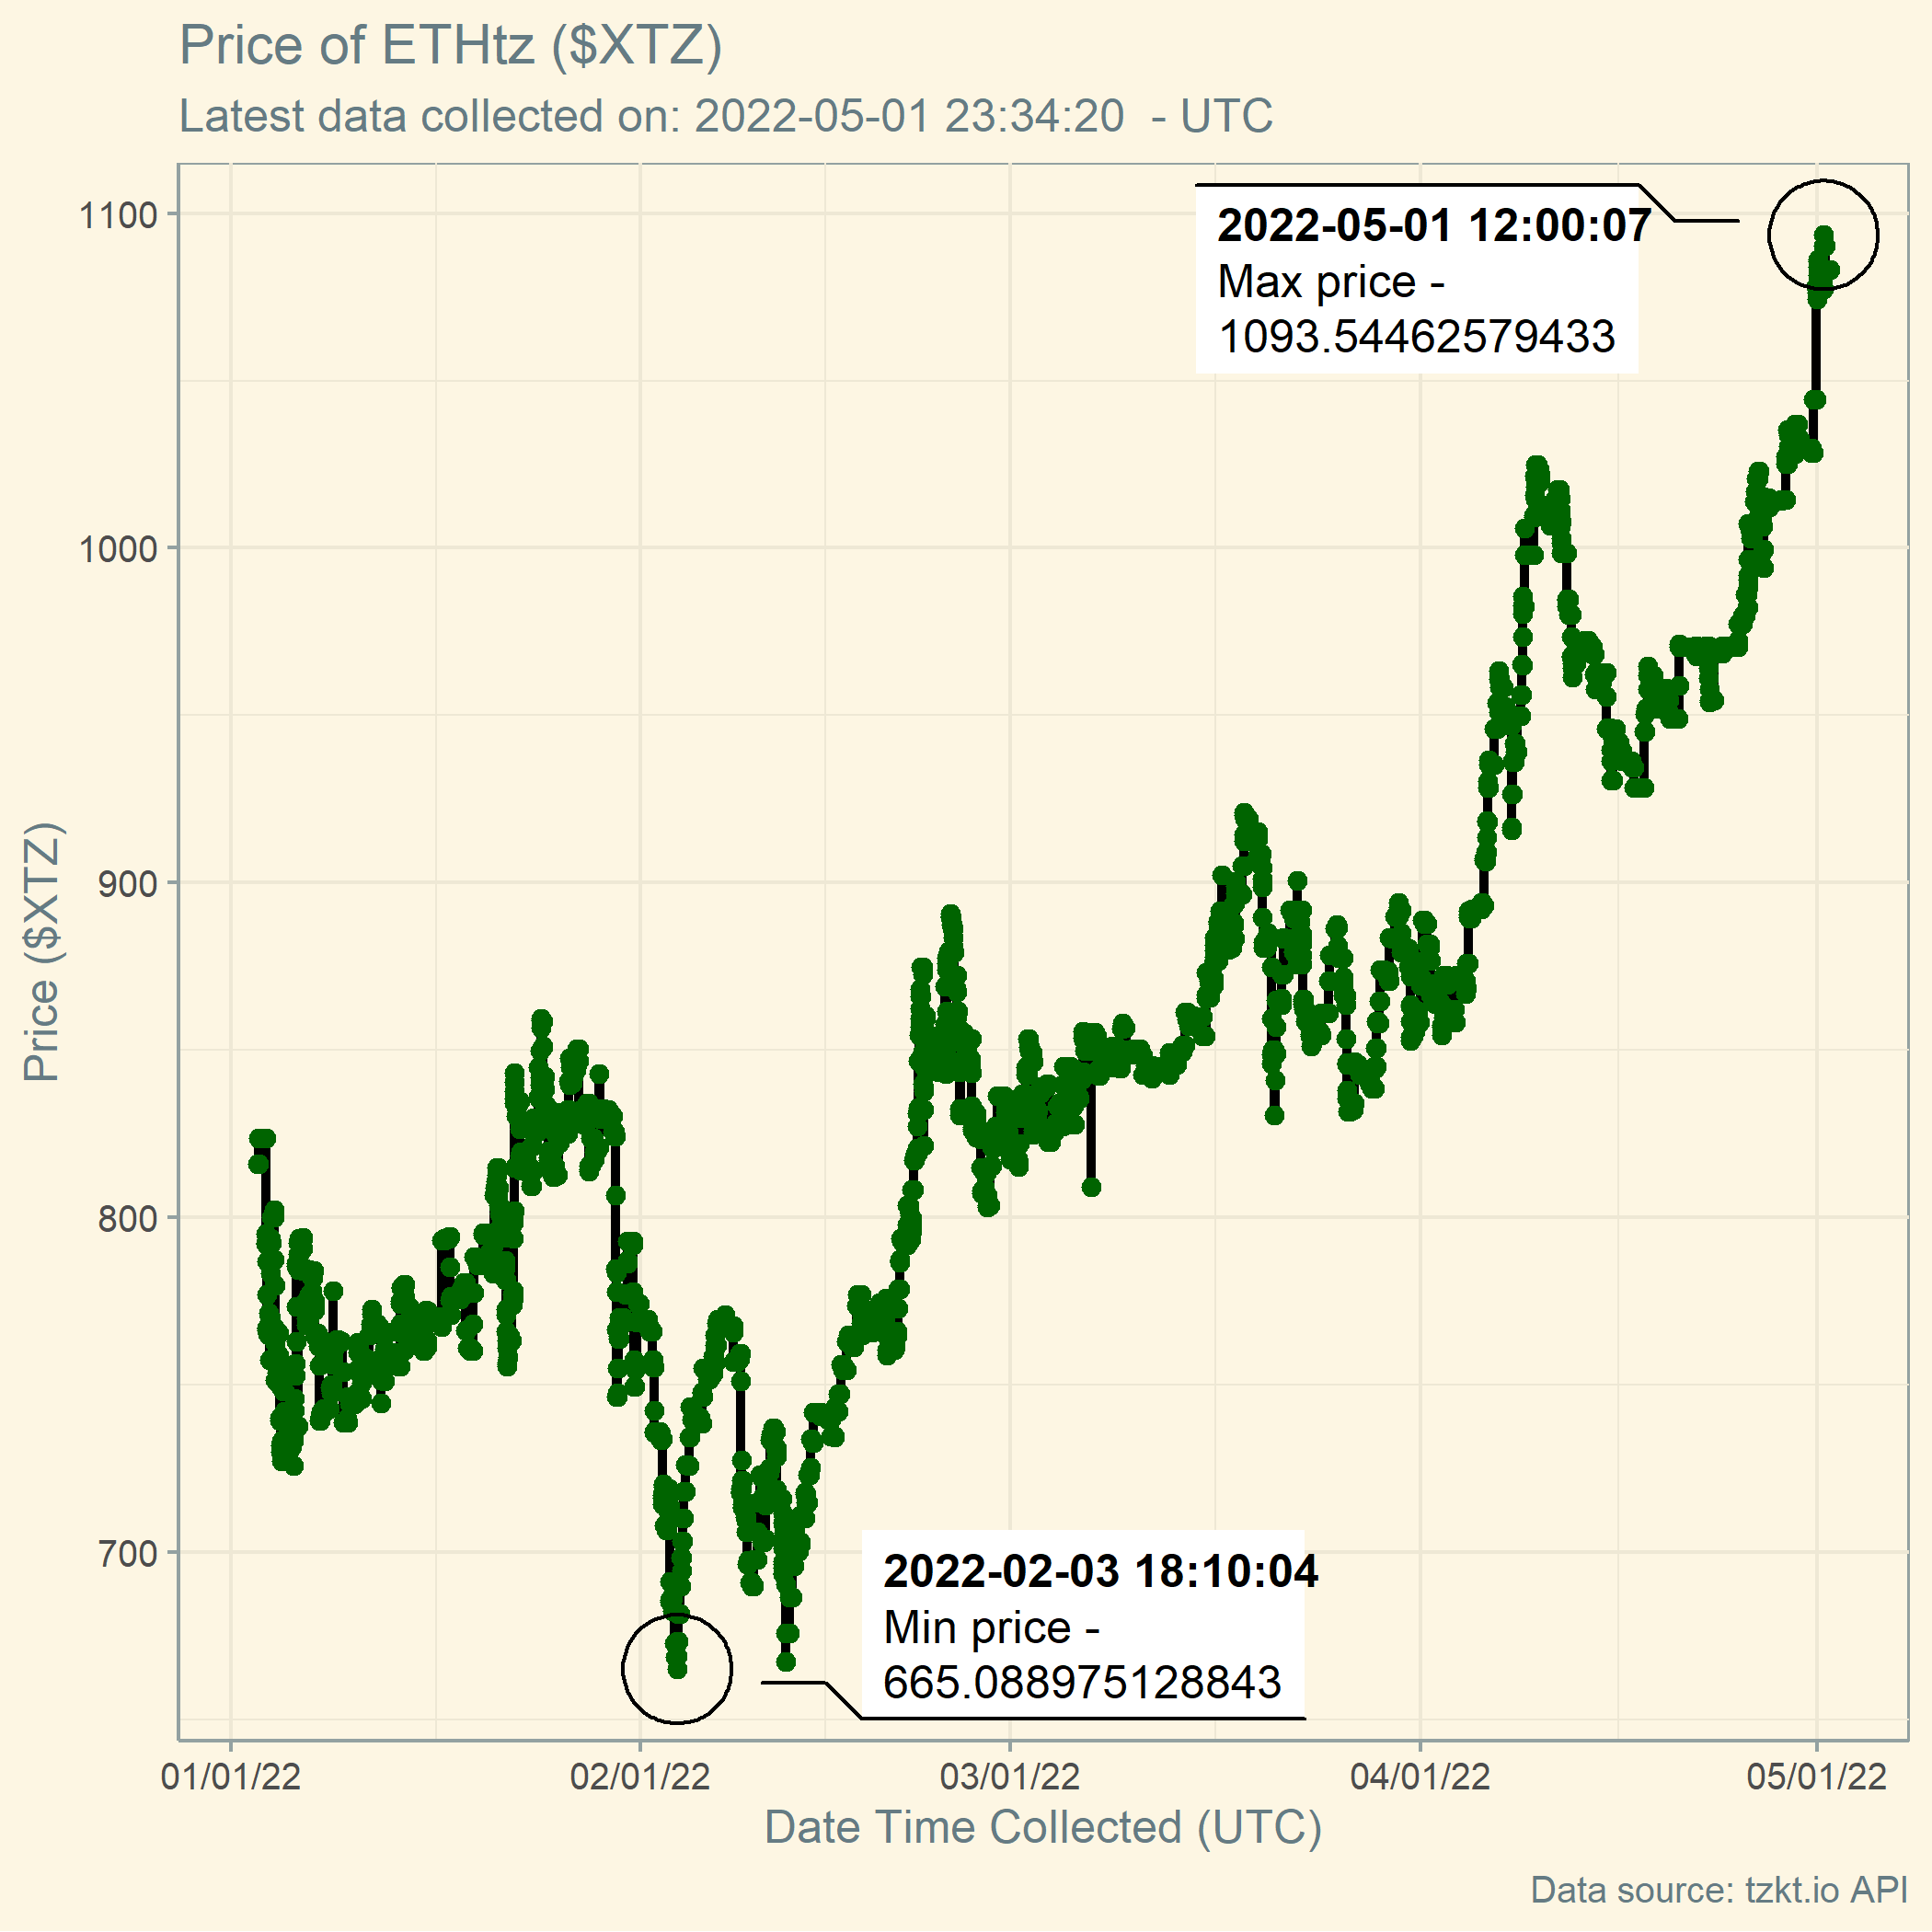 Price of ETHtz ($XTZ)
Latest data collected on: 2022-05-01 23:34:20  - UTC
Price ($XTZ)
1100
1000
900
800
700
2022-05-01 12:00:07
Max price -
1093.54462579433
2022-02-03 18:10:04
Min price -
665.088975128843
01/01/22 02/01/22 03/01/22 04/01/22 05/01/22
Date Time Collected (UTC)
Data source: tzkt.io API